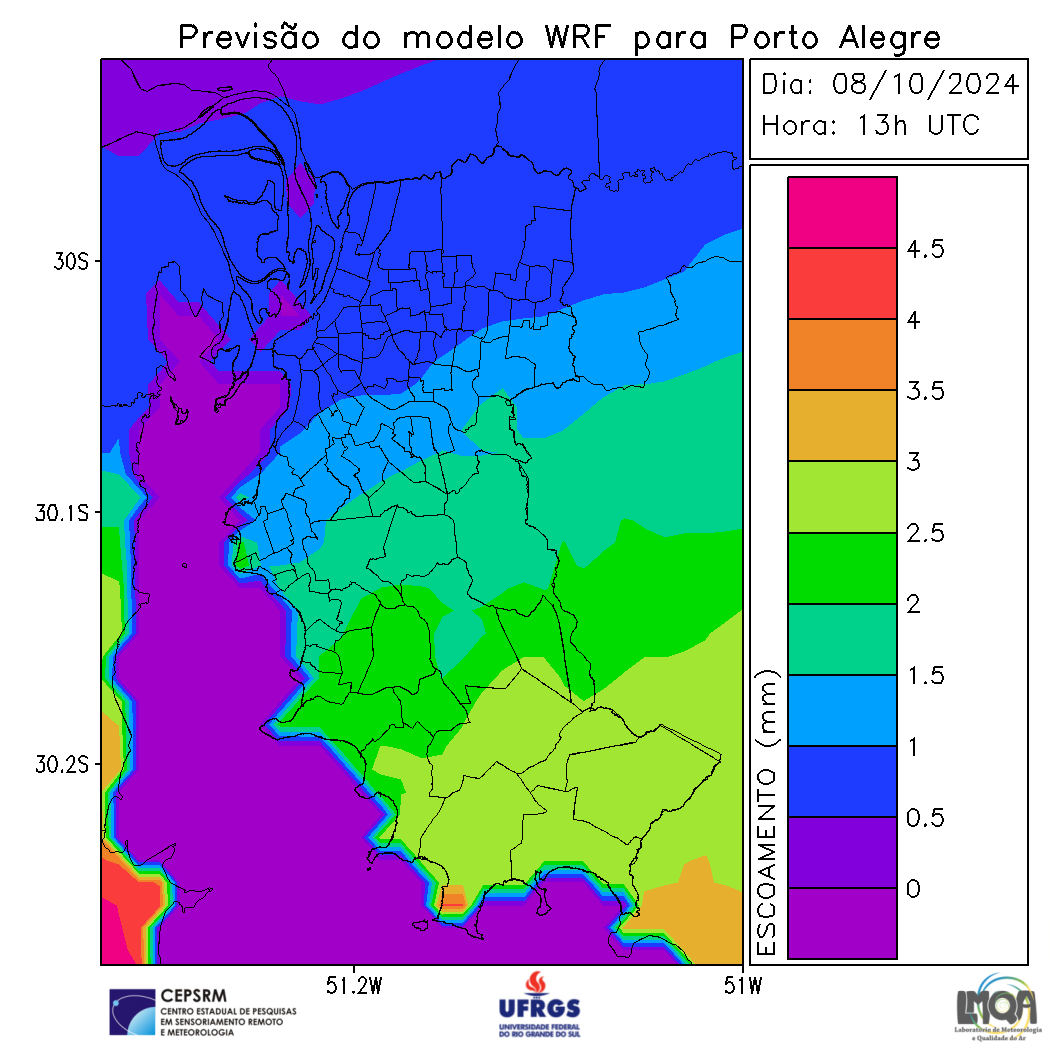 Previsão do modelo WRF para Porto Alegre
Dia: 08/10/2024
Hora: 13h UTC
30S
30.1S
30.2S
51.2W
51W
ESCOAMENTO (mm)
4.5
4
3.5
3
2.5
2
1.5
1
0.5
0
CEPSRM
CENTRO ESTADUAL DE PESQUISAS
EM SENSORIAMENTO REMOTO
E METEOROLOGIA
UFRGS
UNIVERSIDADE FEDERAL
DO RIO GRANDE DO SUL
LMQA
Laboratório de Meteorologia
e Qualidade do Ar